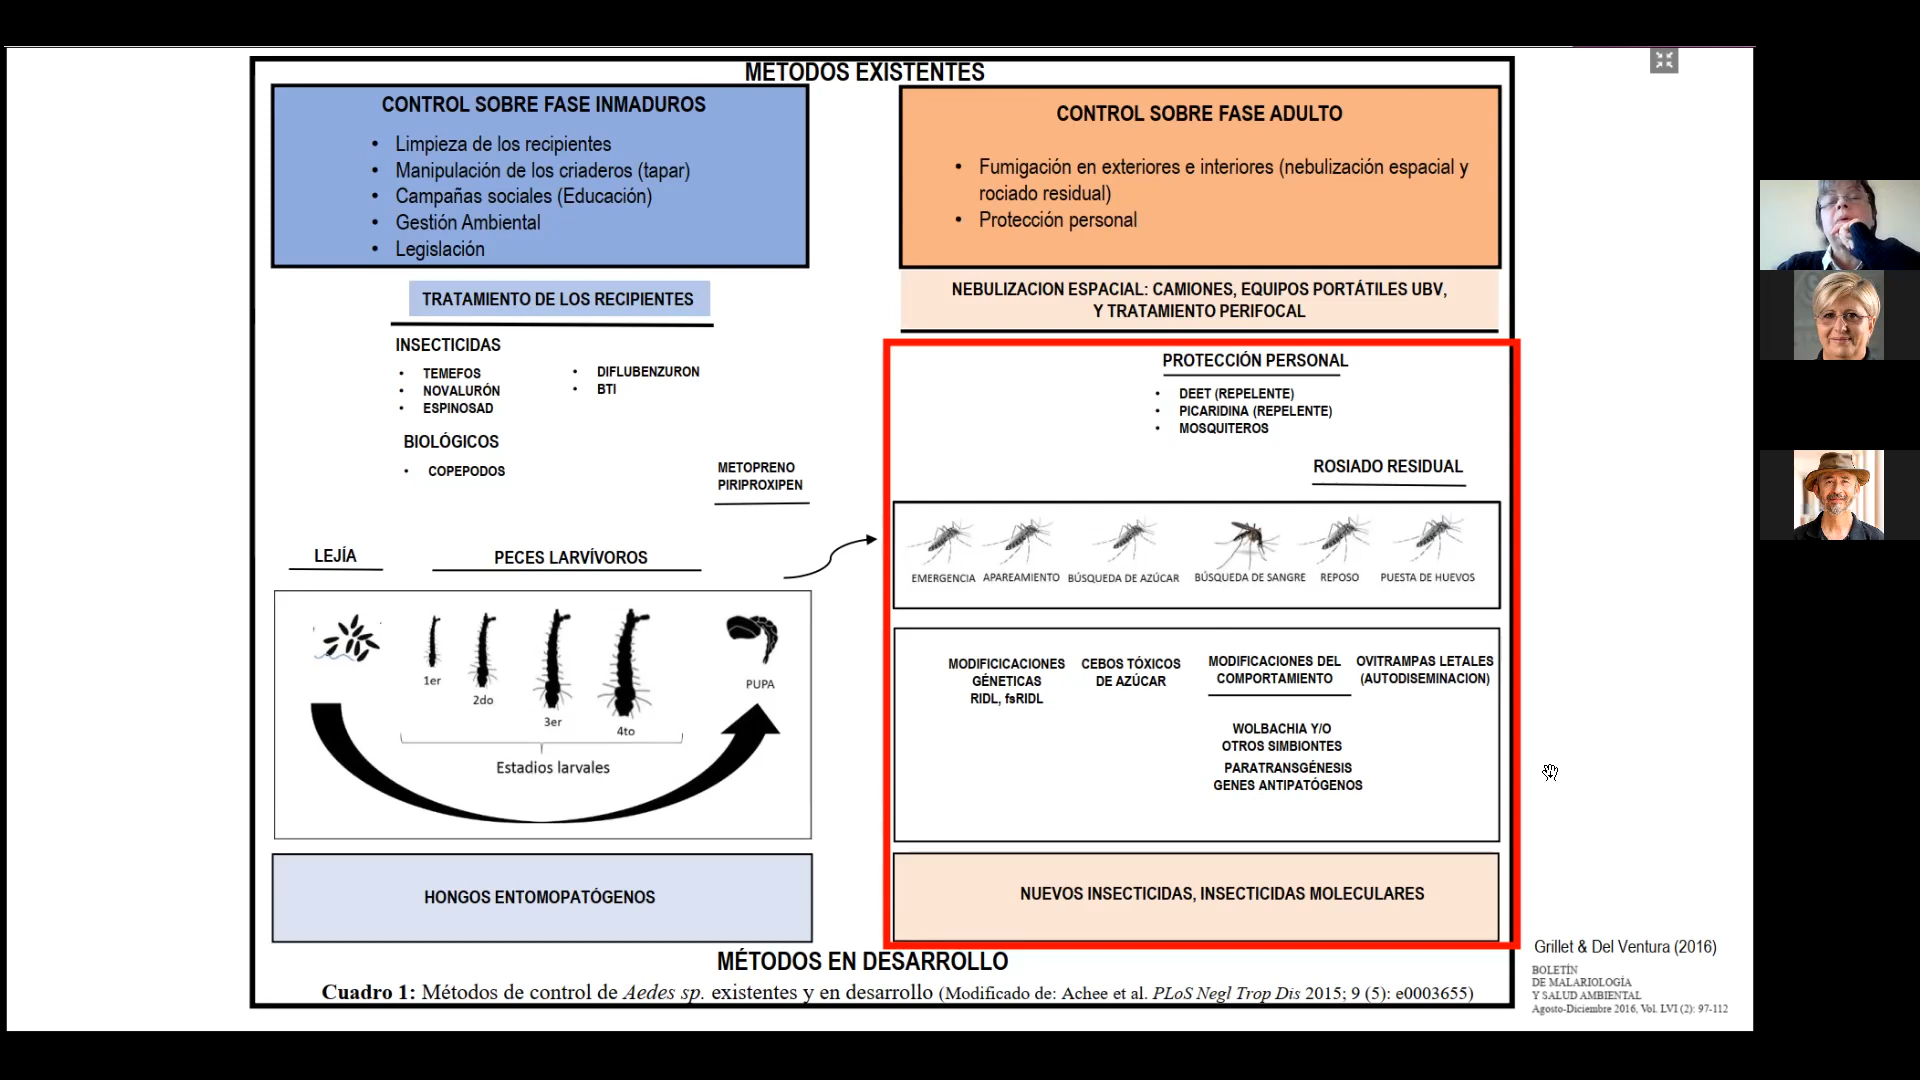 METODOS EXISTENTES
CONTROL SOBRE FASE INMADUROS
• Limpieza de los recipientes
• Manipulación de los criaderos (tapar)
• Campañas sociales (Educación)
• Gestión Ambiental
• Legislación
TRATAMIENTO DE LOS RECIPIENTES
INSECTICIDAS
• TEMEFOS
• NOVALURÓN
• ESPINOSAD
• DIFLUBENZURON
• BTI
BIOLÓGICOS
• COPEPODOS
METOPRENO
PIRIPROXIPEN
LEJÍA
PECES LARVÍVOROS
1er
2do
3er
4to
PUPA
Estadios larvales
HONGOS ENTOMOPATÓGENOS
CONTROL SOBRE FASE ADULTO
• Fumigación en exteriores e interiores (nebulización espacial y
rociado residual)
• Protección personal
NEBULIZACION ESPACIAL: CAMIONES, EQUIPOS PORTÁTILES UBV,
Y TRATAMIENTO PERIFOCAL
PROTECCIÓN PERSONAL
• DEET (REPELENTE)
• PICARIDINA (REPELENTE)
• MOSQUITEROS
ROSIADO RESIDUAL
EMERGENCIA
APAREAMIENTO
BÚSQUEDA DE AZÚCAR
BÚSQUEDA DE SANGRE
REPOSO
PUESTA DE HUEVOS
MODIFICICACIONES
GÉNETICAS
RIDL, fsRIDL
CEBOS TÓXICOS
DE AZÚCAR
MODIFICACIONES DEL
COMPORTAMIENTO
OVITRAMPAS LETALES
(AUTODISEMINACION)
WOLBACHIA Y/O
OTROS SIMBIONTES
PARATRANSGÉNESIS
GENES ANTIPATÓGENOS
NUEVOS INSECTICIDAS, INSECTICIDAS MOLECULARES
MÉTODOS EN DESARROLLO
Cuadro 1: Métodos de control de Aedes sp. existentes y en desarrollo (Modificado de: Achee et al. PLoS Negl Trop Dis 2015; 9 (5): e0003655)
Grillet & Del Ventura (2016)
BOLETÍN
DE MALARIOLOGÍA
Y SALUD AMBIENTAL
Agosto-Diciembre 2016, Vol. LVI (2): 97-112